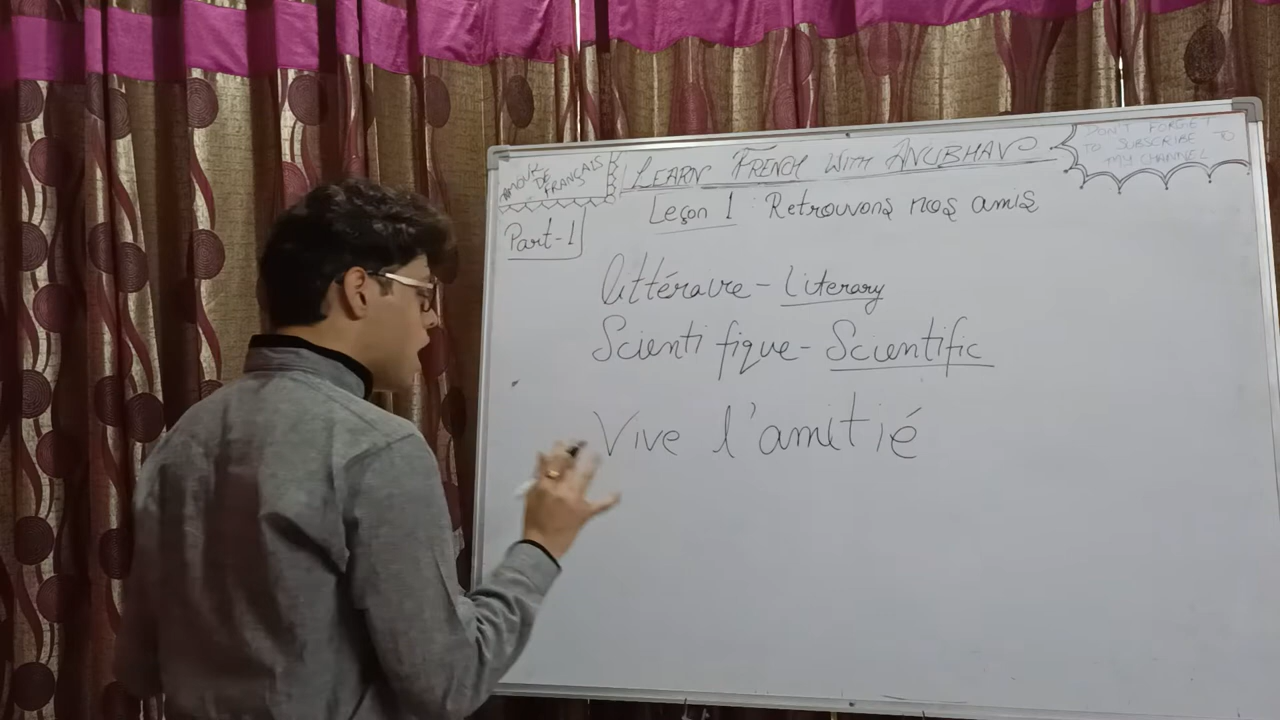 AMOUR DE FRANÇAIS
LEARN FRENCH WITH ANUBHAV
DON'T FORGET TO SUBSCRIBE TO MY CHANNEL
Leçon 1 : Retrouvons nos amis
Part-1
littéraire - Literary
Scientifique - Scientific
Vive l'amitié